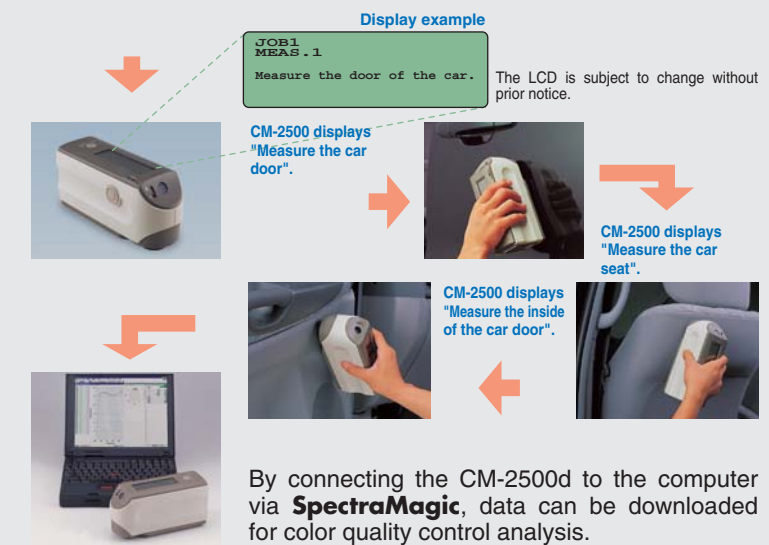 Display example
JOB1
MEAS.1
Measure the door of the car.
The LCD is subject to change without
prior notice.
CM-2500 displays
"Measure the car
door".
CM-2500 displays
"Measure the car
seat".
CM-2500 displays
"Measure the inside
of the car door".
By connecting the CM-2500d to the computer
via SpectraMagic, data can be downloaded
for color quality control analysis.